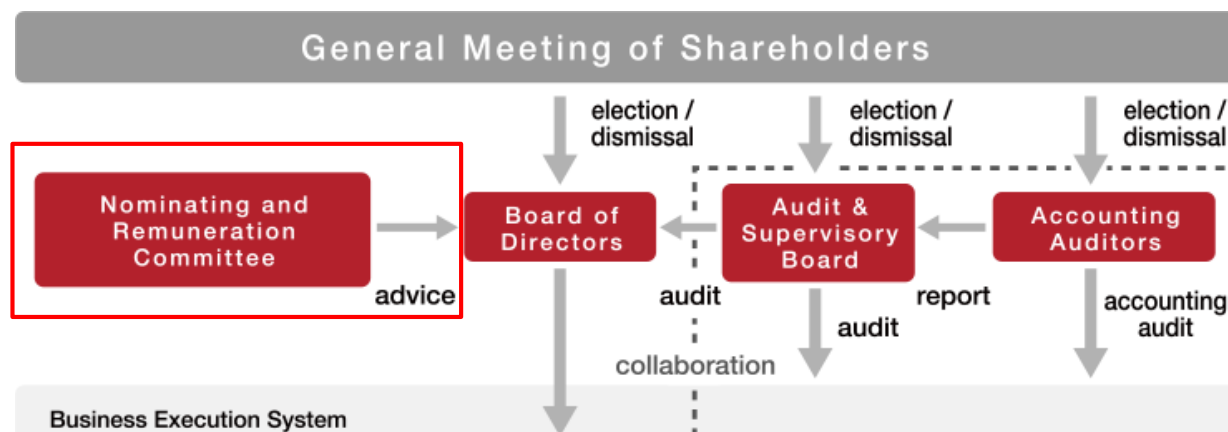 General Meeting of Shareholders
election /
dismissal
election /
dismissal
election /
dismissal
Nominating and
Remuneration
Committee
advice
Board of
Directors
audit
Audit &
Supervisory
Board
report
Accounting
Auditors
audit
accounting
audit
collaboration
Business Execution System